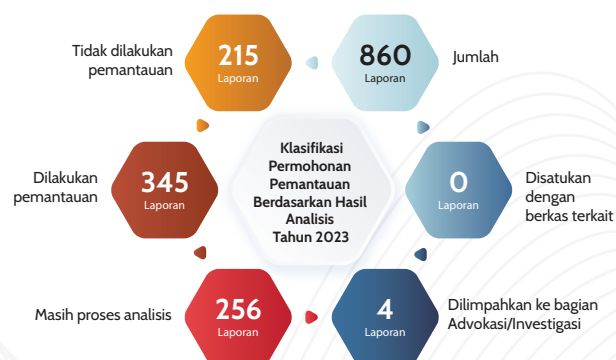 Tidak dilakukan
pemantauan
215
Laporan
860
Laporan
Jumlah
Dilakukan
pemantauan
345
Laporan
Klasifikasi
Permohonan
Pemantauan
Berdasarkan Hasil
Analisis
Tahun 2023
0
Laporan
Disatukan
dengan
berkas terkait
Masih proses analisis
256
Laporan
4
Laporan
Dilimpahkan ke bagian
Advokasi/Investigasi